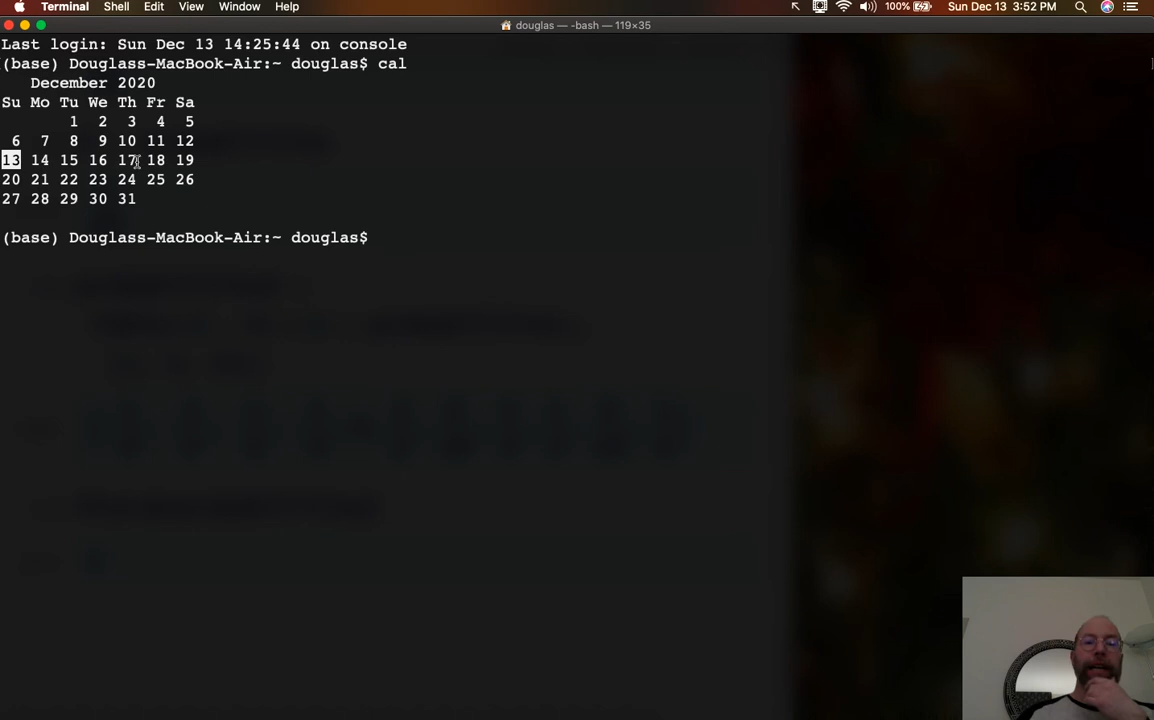 Terminal Shell Edit View Window Help 100% Sun Dec 13 3:52 PM
douglas — -bash — 119×35
Last login: Sun Dec 13 14:25:44 on console
(base) Douglass-MacBook-Air:~ douglas$ cal
December 2020
Su Mo Tu We Th Fr Sa
1 2 3 4 5
6 7 8 9 10 11 12
13 14 15 16 17 18 19
20 21 22 23 24 25 26
27 28 29 30 31
(base) Douglass-MacBook-Air:~ douglas$